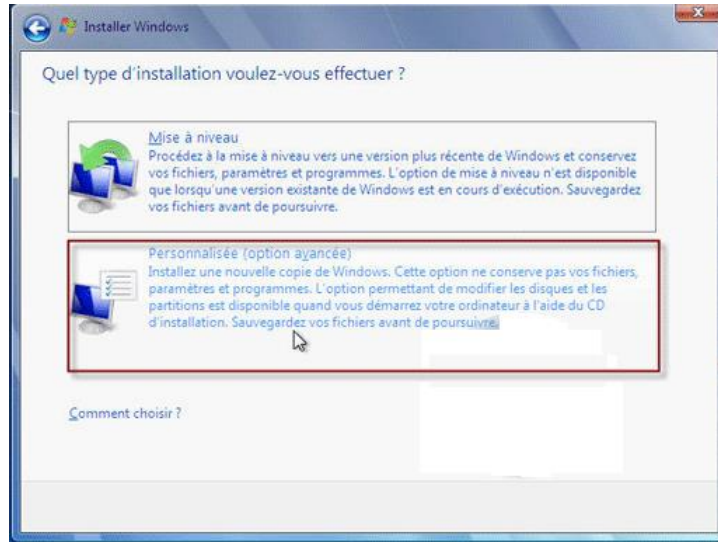 Installer Windows
Quel type d'installation voulez-vous effectuer ?
Mise à niveau
Procédez à la mise à niveau vers une version plus récente de Windows et conservez
vos fichiers, paramètres et programmes. L'option de mise à niveau n'est disponible
que lorsqu'une version existante de Windows est en cours d'exécution. Sauvegardez
vos fichiers avant de poursuivre.
Personnalisée (option avancée)
Installez une nouvelle copie de Windows. Cette option ne conserve pas vos fichiers,
paramètres et programmes. L'option permettant de modifier les disques et les
partitions est disponible quand vous démarrez votre ordinateur à l'aide du CD
d'installation. Sauvegardez vos fichiers avant de poursuivre.
Comment choisir ?